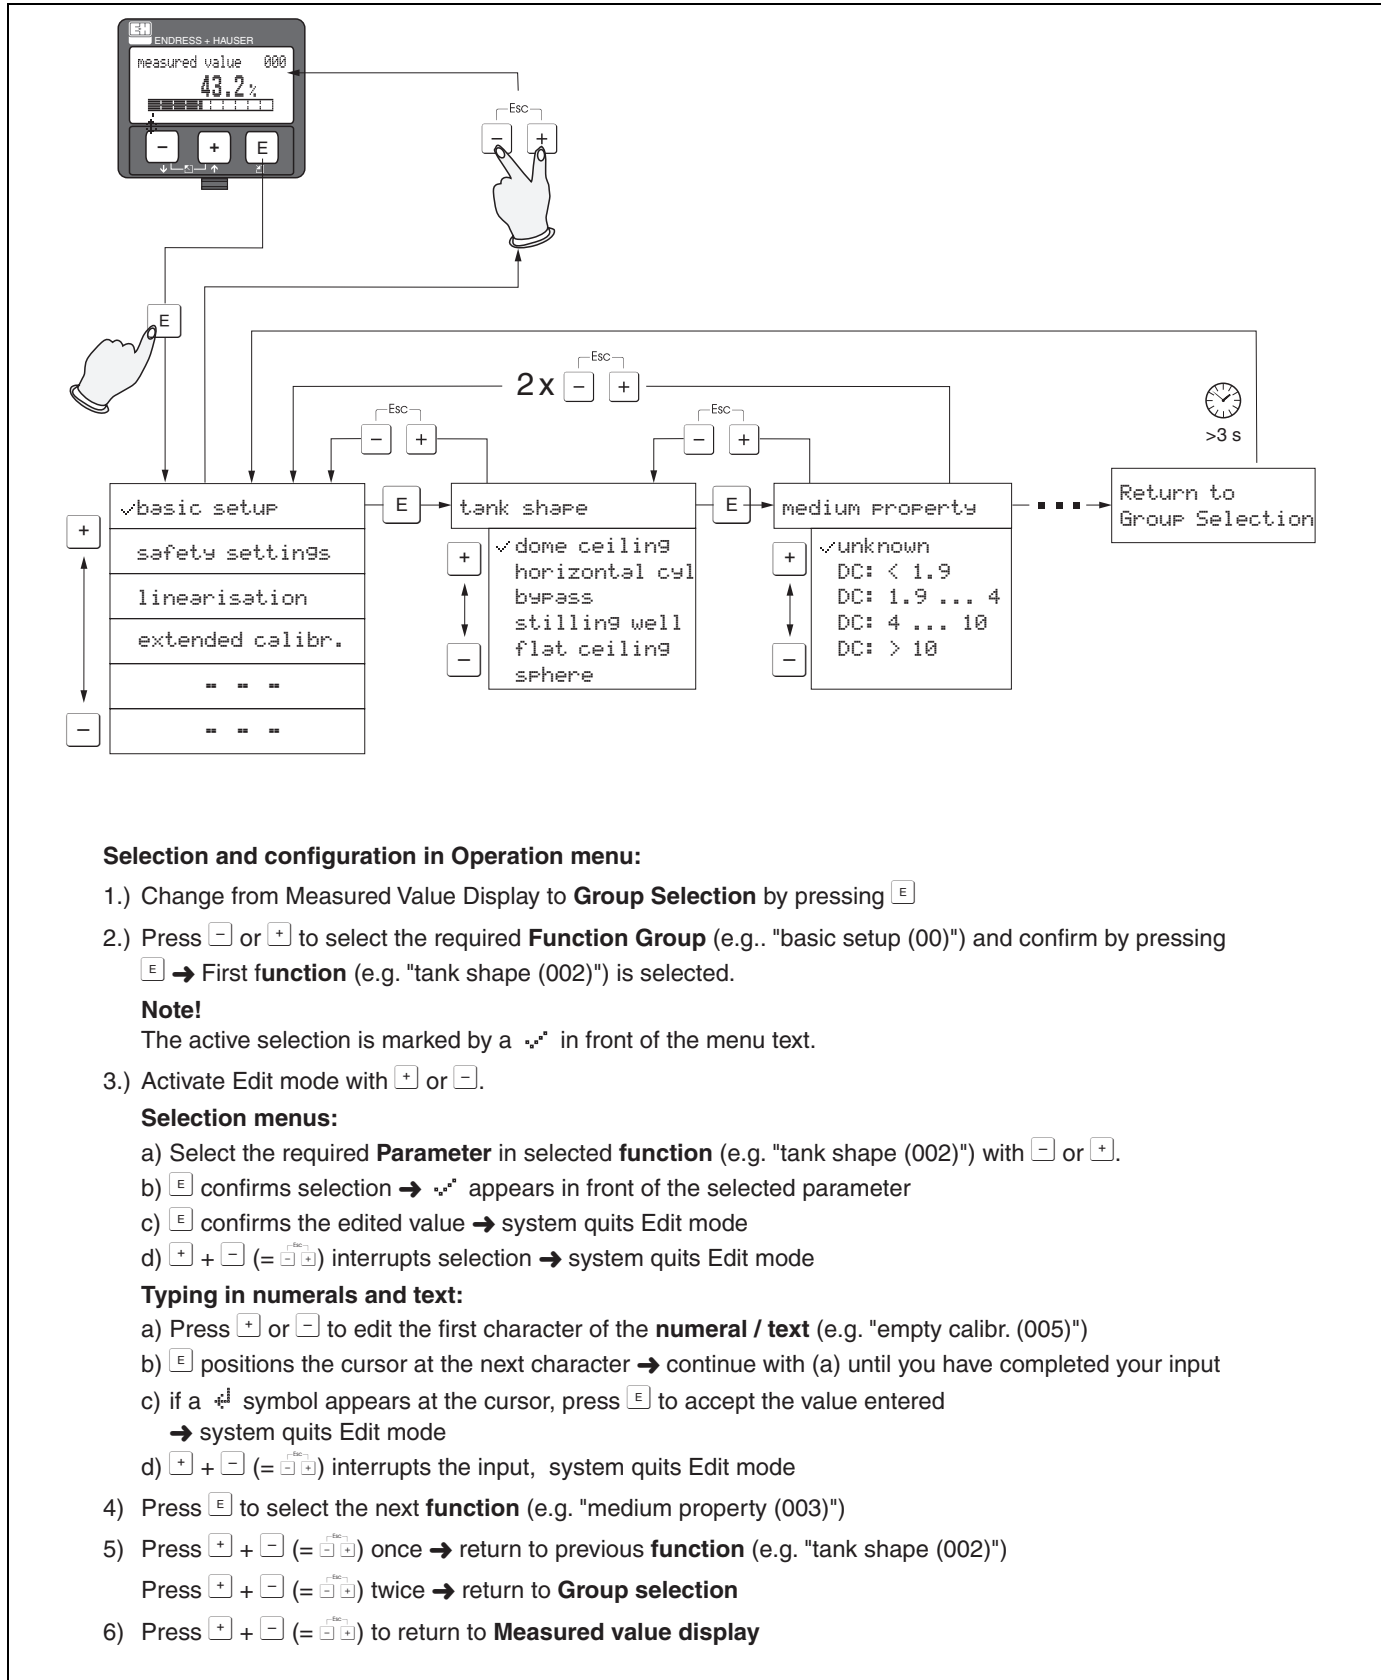 EH
ENDRESS + HAUSER
measured value 000
43.2 %
– + E
Esc
– +
E
Esc
2 x – +
Esc
– +
Esc
– +
>3 s
✓basic setup
E
tank shape
E
medium property
Return to
Group Selection
+
safety settings
linearisation
extended calibr.
– – –
– – –
–
+
✓dome ceiling
horizontal cyl
bypass
stilling well
flat ceiling
sphere
–
+
✓unknown
DC: < 1.9
DC: 1.9 ... 4
DC: 4 ... 10
DC: > 10
–
Selection and configuration in Operation menu:
1.) Change from Measured Value Display to Group Selection by pressing E
2.) Press – or + to select the required Function Group (e.g.. "basic setup (00)") and confirm by pressing
E ➜ First function (e.g. "tank shape (002)") is selected.
Note!
The active selection is marked by a ✓ in front of the menu text.
3.) Activate Edit mode with + or –.
Selection menus:
a) Select the required Parameter in selected function (e.g. "tank shape (002)") with – or +.
b) E confirms selection ➜ ✓ appears in front of the selected parameter
c) E confirms the edited value ➜ system quits Edit mode
d) + + – (= Esc – +) interrupts selection ➜ system quits Edit mode
Typing in numerals and text:
a) Press + or – to edit the first character of the numeral / text (e.g. "empty calibr. (005)")
b) E positions the cursor at the next character ➜ continue with (a) until you have completed your input
c) if a ↵ symbol appears at the cursor, press E to accept the value entered
➜ system quits Edit mode
d) + + – (= Esc – +) interrupts the input, system quits Edit mode
4) Press E to select the next function (e.g. "medium property (003)")
5) Press + + – (= Esc – +) once ➜ return to previous function (e.g. "tank shape (002)")
Press + + – (= Esc – +) twice ➜ return to Group selection
6) Press + + – (= Esc – +) to return to Measured value display